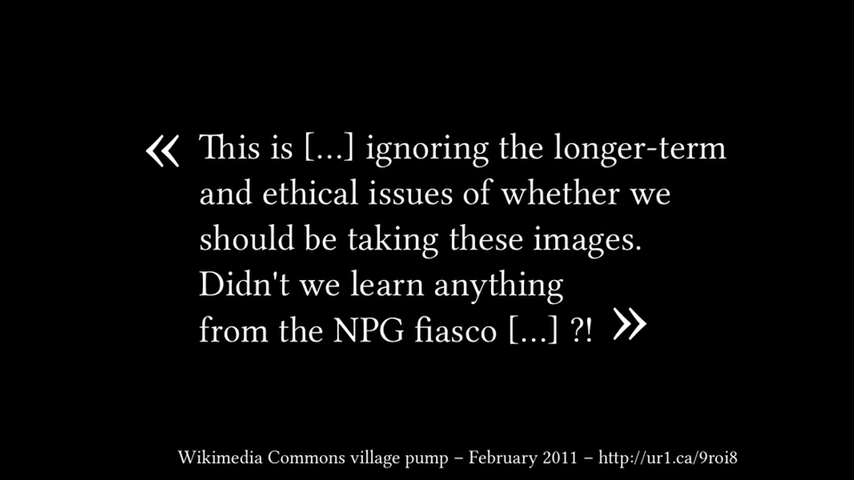 « This is [...] ignoring the longer-term
and ethical issues of whether we
should be taking these images.
Didn't we learn anything
from the NPG fiasco [...] ?! »
Wikimedia Commons village pump – February 2011 – http://ur1.ca/9roi8